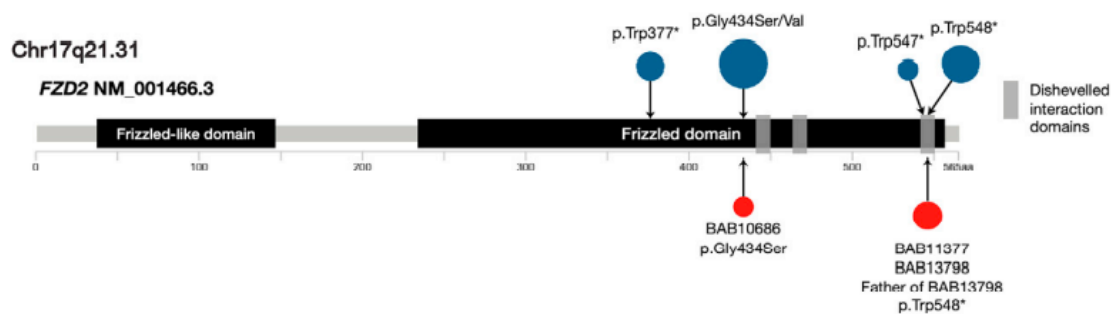 p.Gly434Ser/Val
p.Trp377*
p.Trp548*
p.Trp547*
Chr17q21.31
FZD2 NM_001466.3
Dishevelled
interaction
domains
Frizzled-like domain
Frizzled domain
0 100 200 300 400 500 565aa
BAB10686
p.Gly434Ser
BAB11377
BAB13798
Father of BAB13798
p.Trp548*